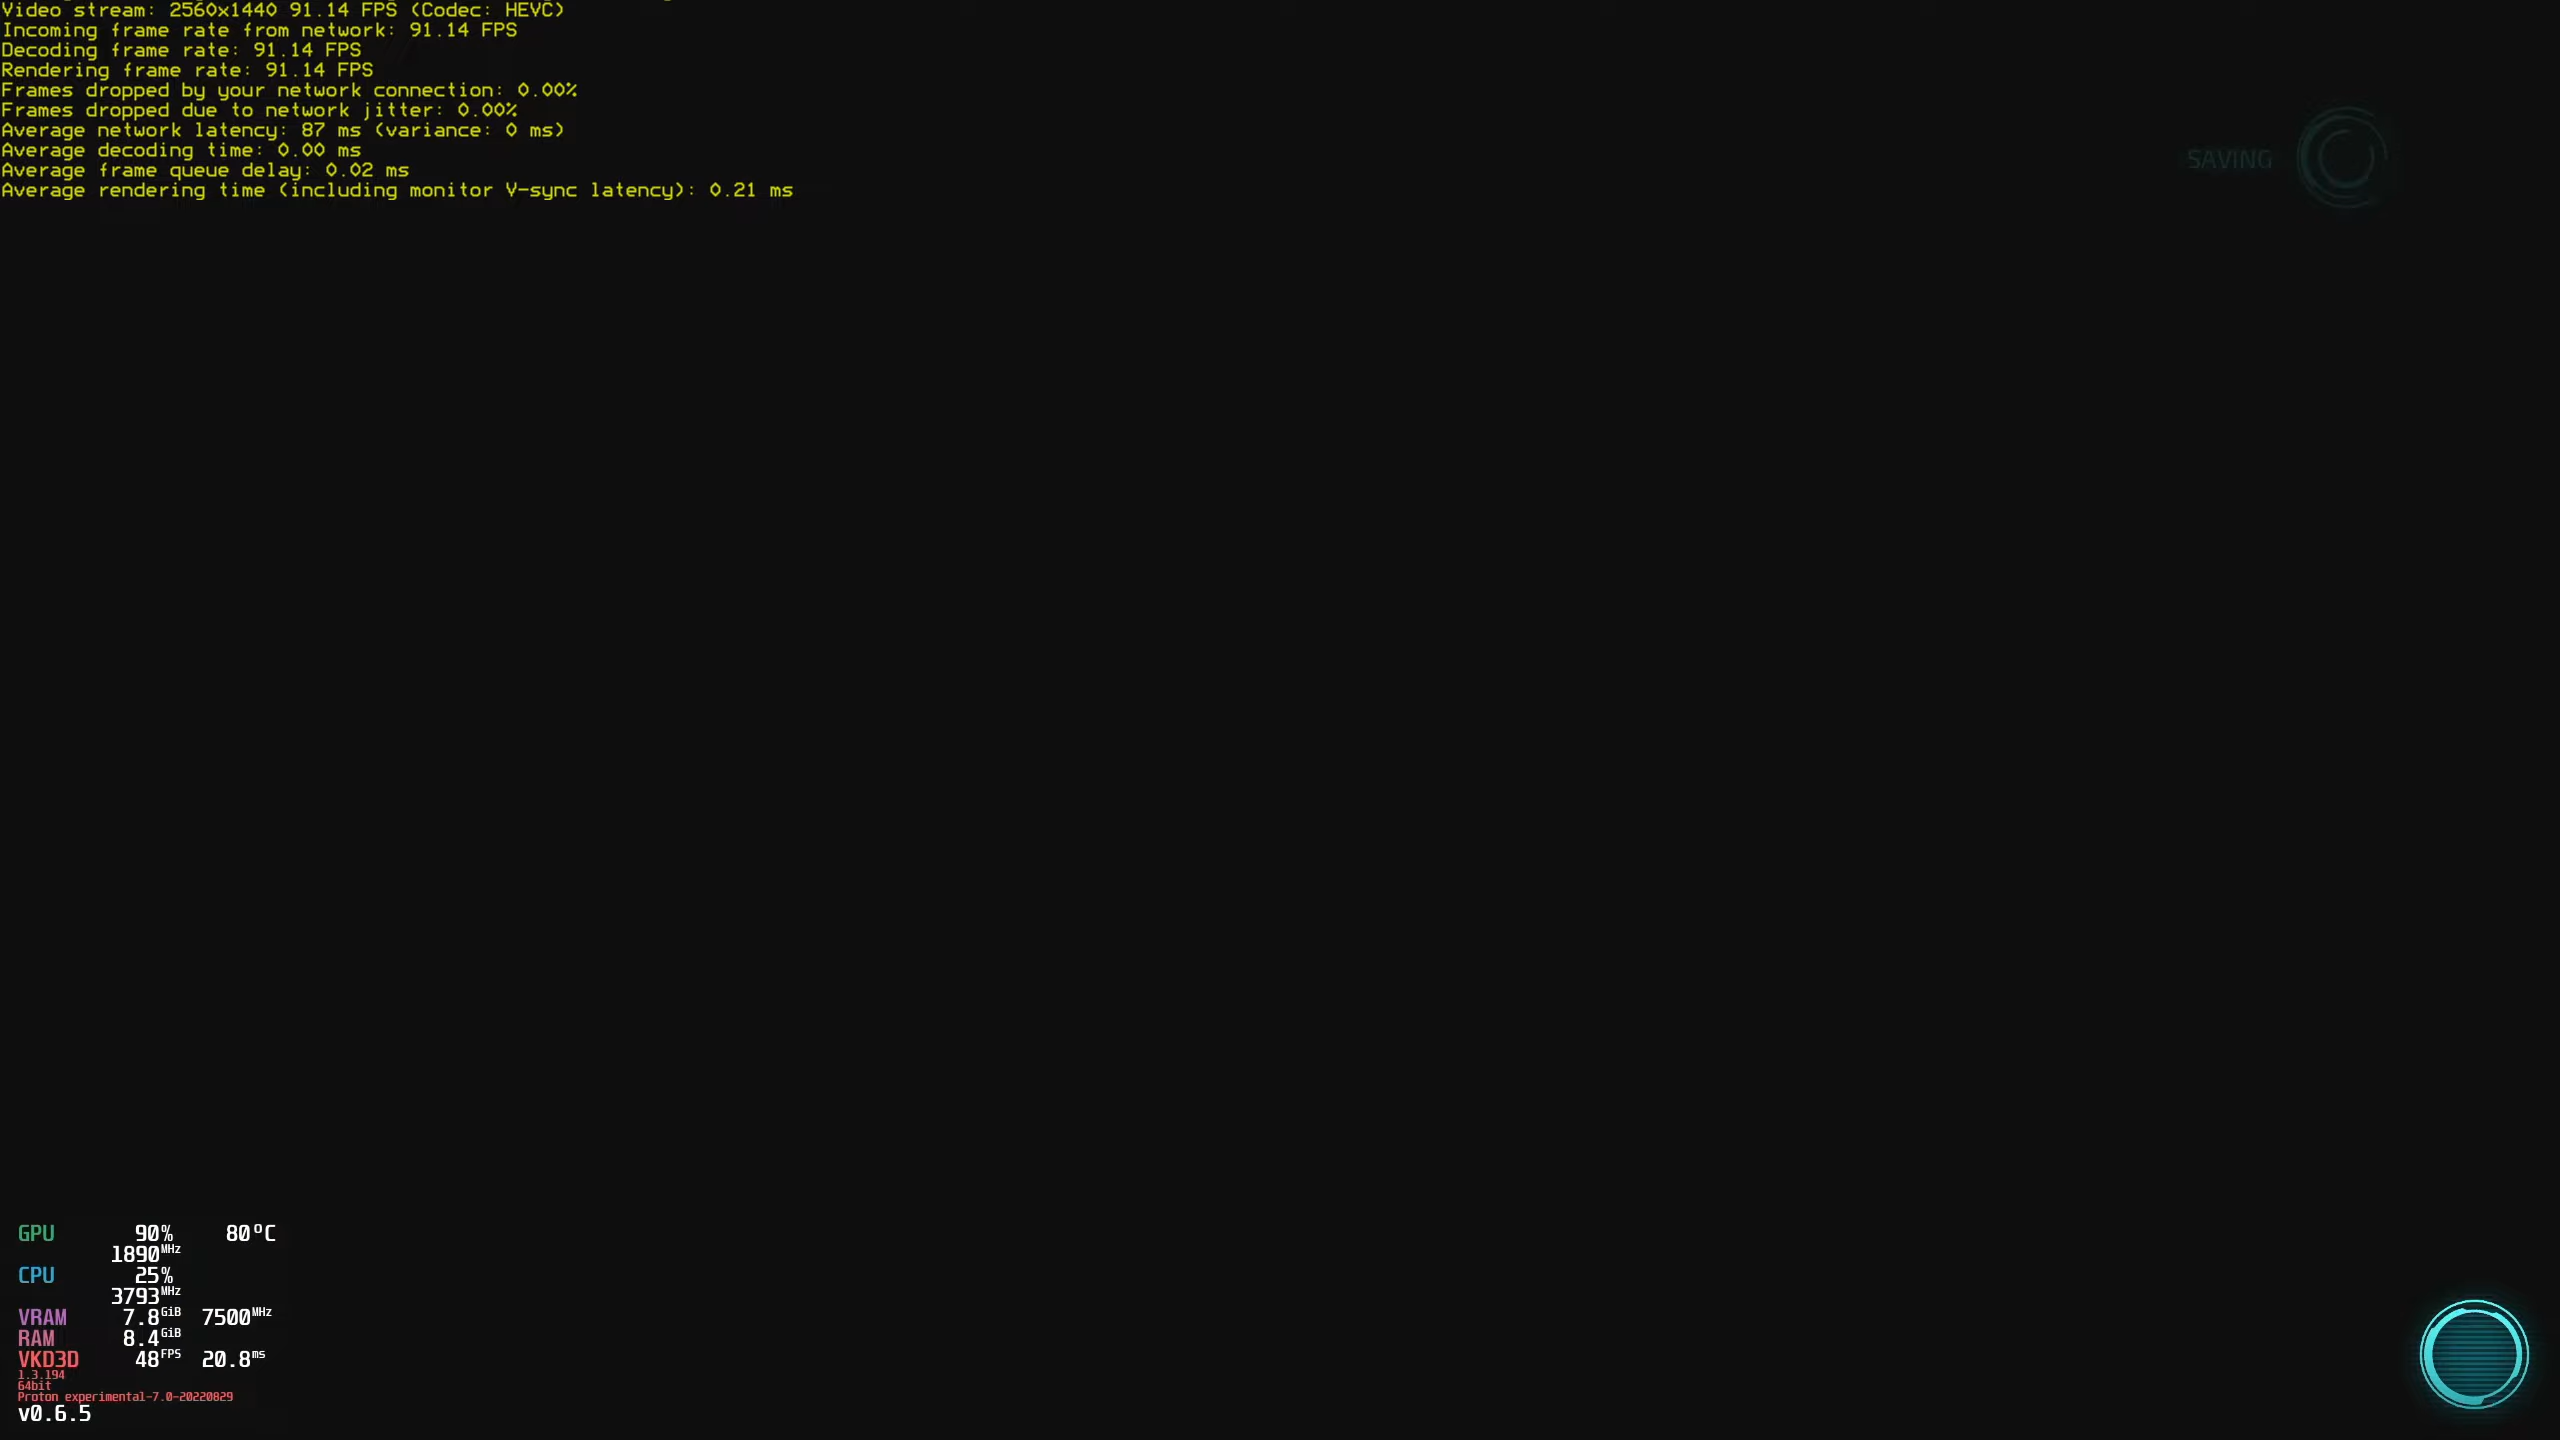 Video stream: 2560x1440 91.14 FPS (Codec: HEVC)
Incoming frame rate from network: 91.14 FPS
Decoding frame rate: 91.14 FPS
Rendering frame rate: 91.14 FPS
Frames dropped by your network connection: 0.00%
Frames dropped due to network jitter: 0.00%
Average network latency: 87 ms (variance: 0 ms)
Average decoding time: 0.00 ms
Average frame queue delay: 0.02 ms
Average rendering time (including monitor V-sync latency): 0.21 ms
SAVING
GPU 90% 80°C
1890MHz
CPU 25%
3793MHz
VRAM 7.8GiB 7500MHz
RAM 8.4GiB
VKD3D 48FPS 20.8ms
1.3.194
64bit
Proton experimental-7.0-20220829
v0.6.5